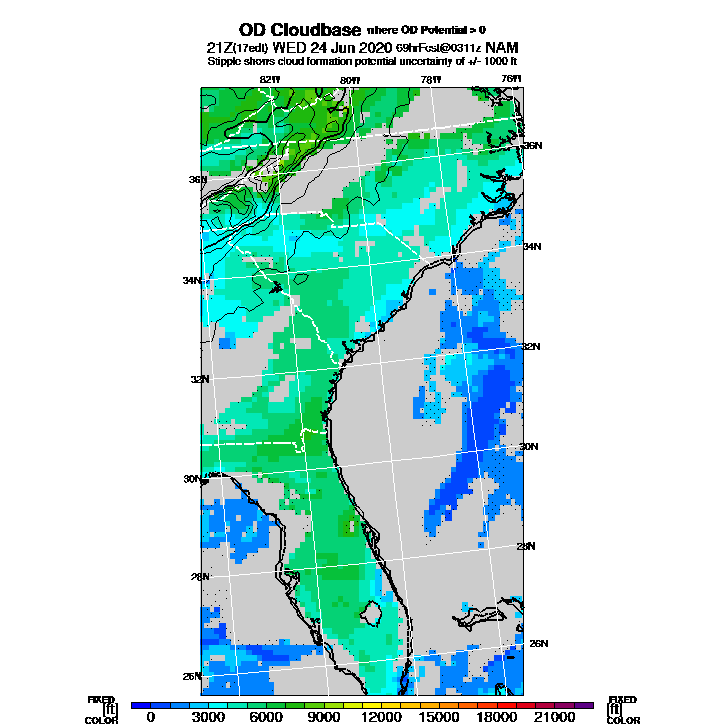 OD Cloudbase where OD Potential > 0
21Z(17edt) WED 24 Jun 2020 69hrFcst@0311z NAM
Stipple shows cloud formation potential uncertainty of +/- 1000 ft
82W 80W 78W 76W
36N
36N
34N
34N
32N
32N
30N
30N
28N
28N
26N
26N
FIXED FIXED
[ft] 0 3000 6000 9000 12000 15000 18000 21000 [ft]
COLOR COLOR